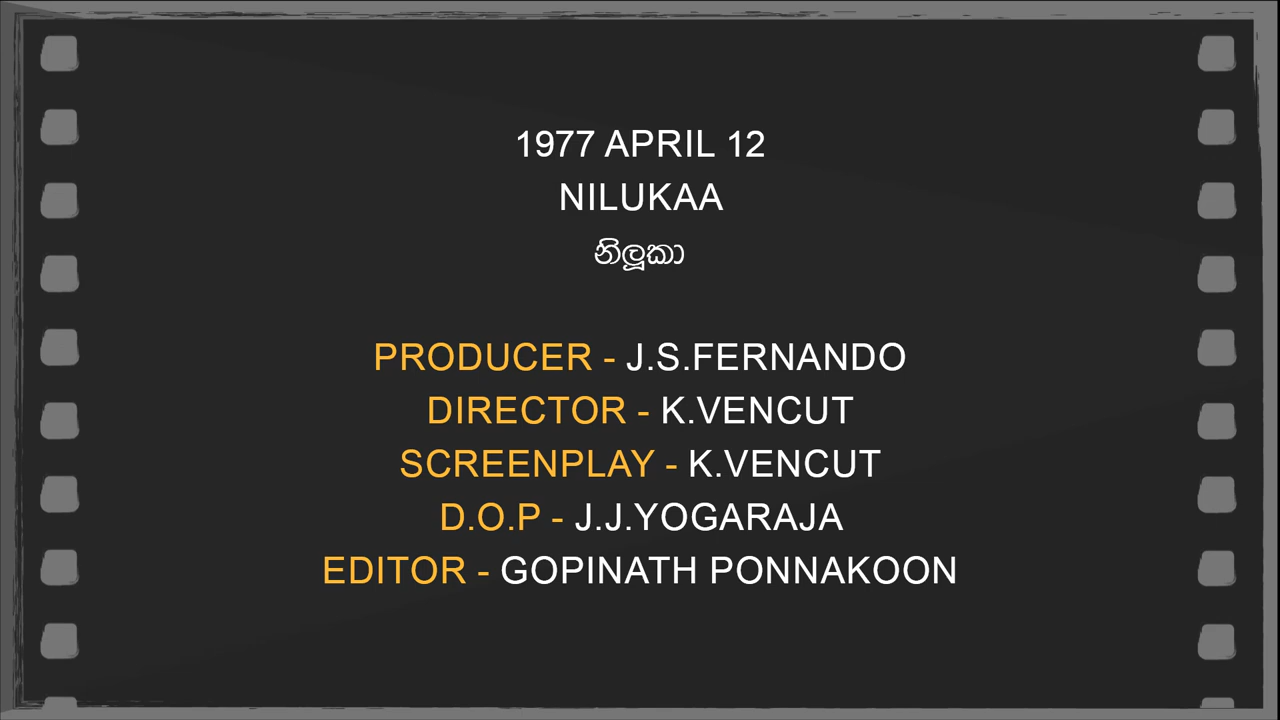 1977 APRIL 12
NILUKAA
නිලූකා
PRODUCER - J.S.FERNANDO
DIRECTOR - K.VENCUT
SCREENPLAY - K.VENCUT
D.O.P - J.J.YOGARAJA
EDITOR - GOPINATH PONNAKOON